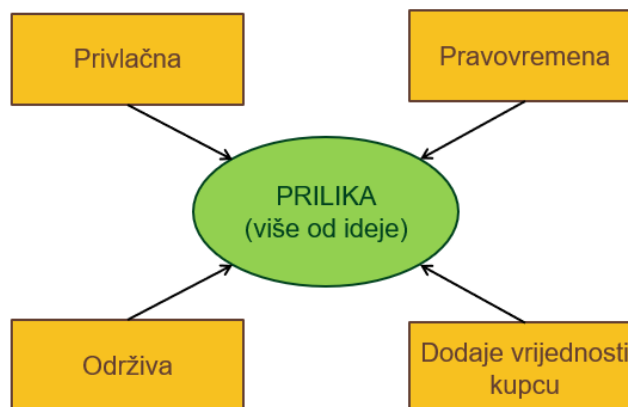 Privlačna
Pravovremena
PRILIKA
(više od ideje)
Održiva
Dodaje vrijednosti
kupcu